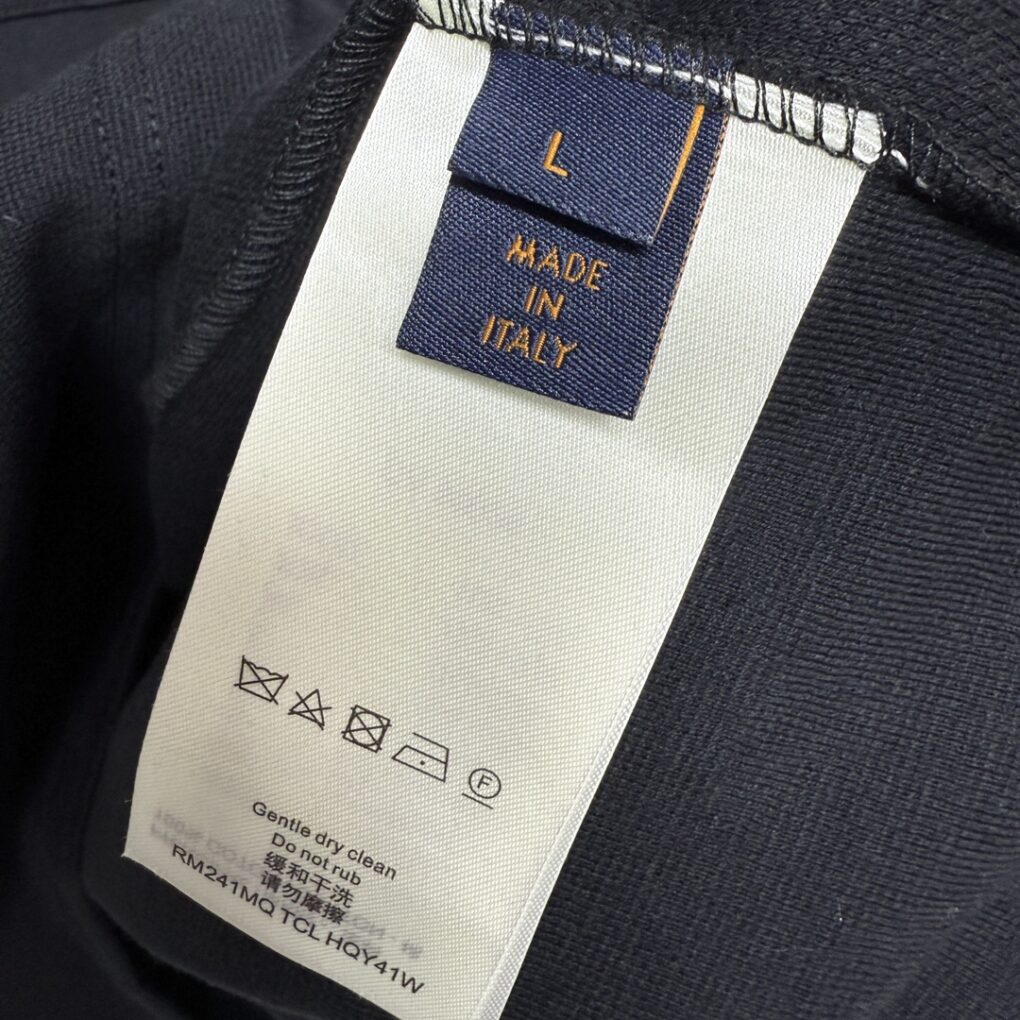 L
MADE
IN
ITALY
F
Gentle dry clean
Do not rub
缓和干洗
请勿摩擦
RM241MQ TCL HQY41W